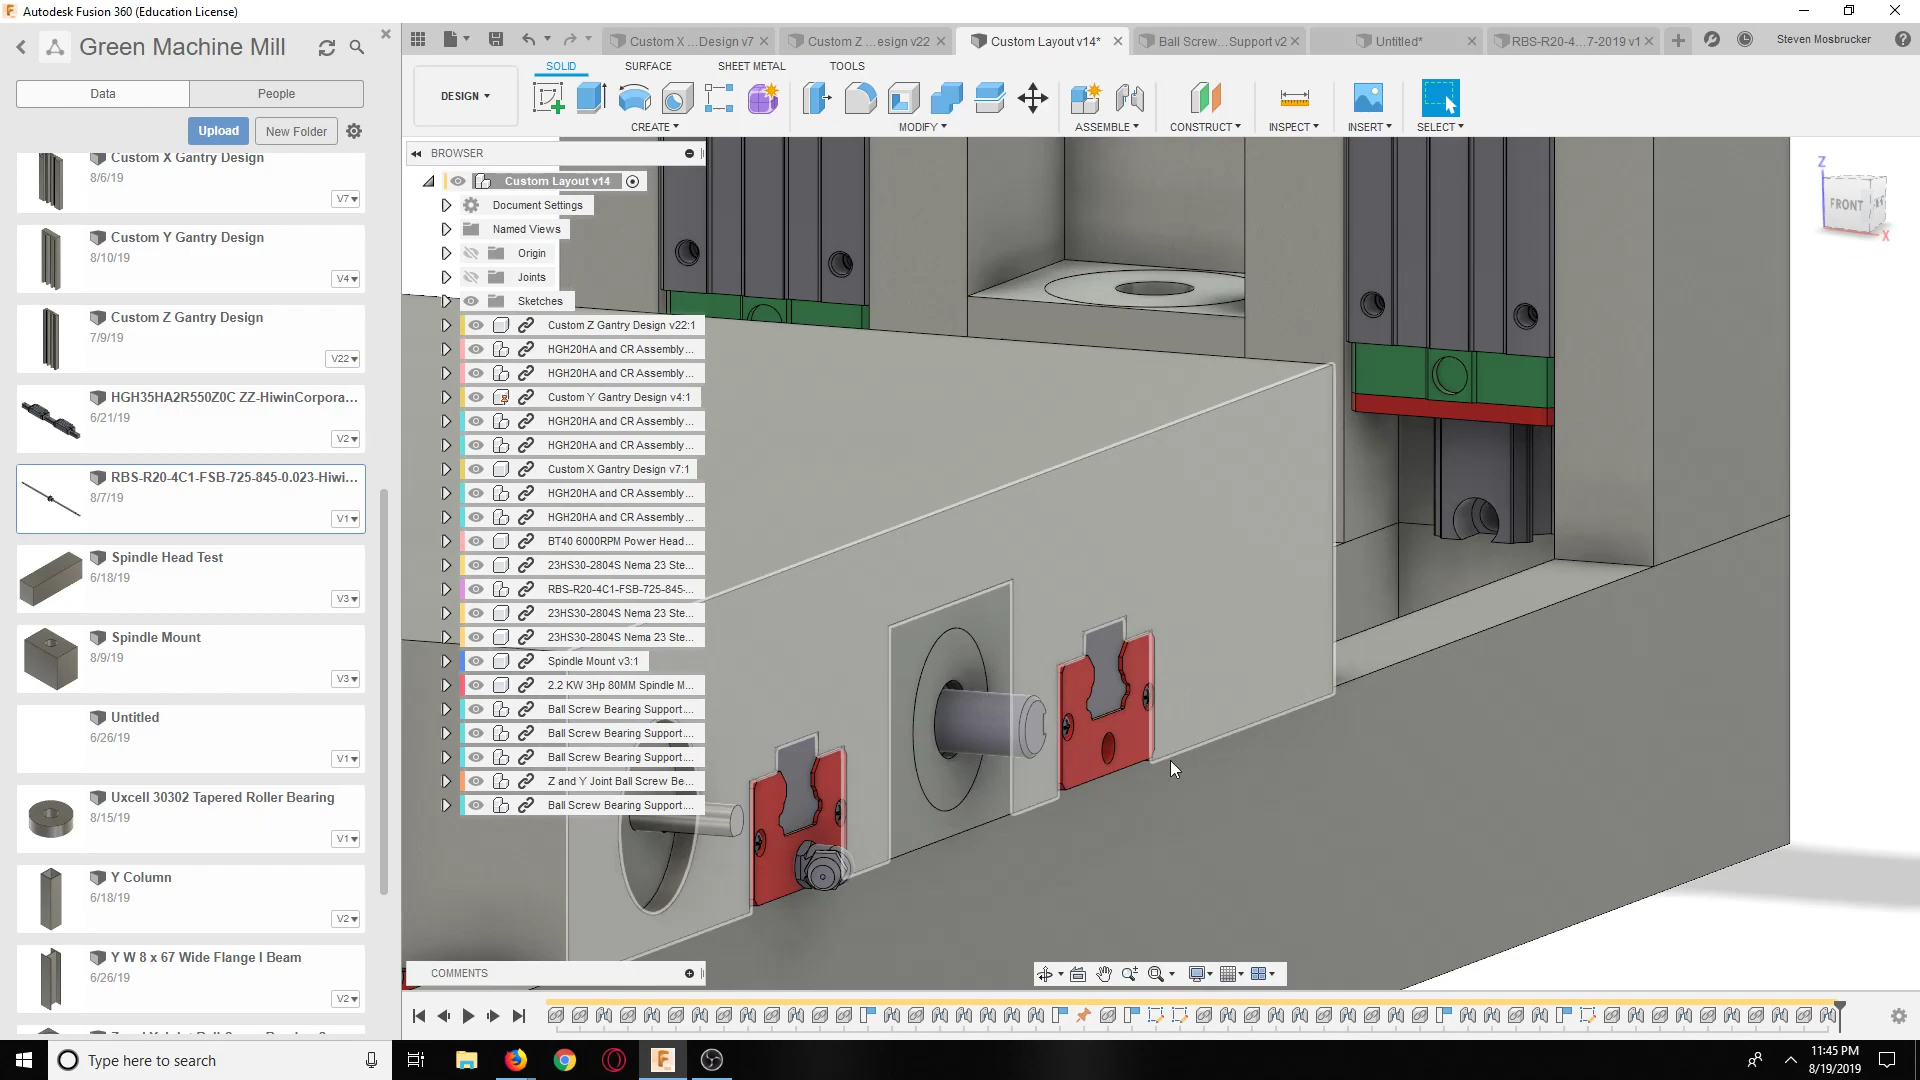 Autodesk Fusion 360 (Education License)
Green Machine Mill
Data
People
Upload
New Folder
Custom X Gantry Design
8/6/19
V7
Custom Y Gantry Design
8/10/19
V4
Custom Z Gantry Design
7/9/19
V22
HGH35HA2R550Z0C ZZ-HiwinCorpora...
6/21/19
V2
RBS-R20-4C1-FSB-725-845-0.023-Hiwi...
8/7/19
V1
Spindle Head Test
6/18/19
V3
Spindle Mount
8/9/19
V3
Untitled
6/26/19
V1
Uxcell 30302 Tapered Roller Bearing
8/15/19
V1
Y Column
6/18/19
V2
Y W 8 x 67 Wide Flange I Beam
6/26/19
V2
Custom X ...Design v7
Custom Z ...esign v22
Custom Layout v14*
Ball Screw...Support v2
Untitled*
RBS-R20-4...7-2019 v1
Steven Mosbrucker
SOLID
SURFACE
SHEET METAL
TOOLS
DESIGN
CREATE
MODIFY
ASSEMBLE
CONSTRUCT
INSPECT
INSERT
SELECT
BROWSER
Custom Layout v14
Document Settings
Named Views
Origin
Joints
Sketches
Custom Z Gantry Design v22:1
HGH20HA and CR Assembly...
HGH20HA and CR Assembly...
Custom Y Gantry Design v4:1
HGH20HA and CR Assembly...
HGH20HA and CR Assembly...
Custom X Gantry Design v7:1
HGH20HA and CR Assembly...
HGH20HA and CR Assembly...
BT40 6000RPM Power Head...
23HS30-2804S Nema 23 Ste...
RBS-R20-4C1-FSB-725-845-...
23HS30-2804S Nema 23 Ste...
23HS30-2804S Nema 23 Ste...
Spindle Mount v3:1
2.2 KW 3Hp 80MM Spindle M...
Ball Screw Bearing Support....
Ball Screw Bearing Support....
Ball Screw Bearing Support....
Z and Y Joint Ball Screw Be...
Ball Screw Bearing Support....
Z
FRONT
X
COMMENTS
Type here to search
11:45 PM
8/19/2019